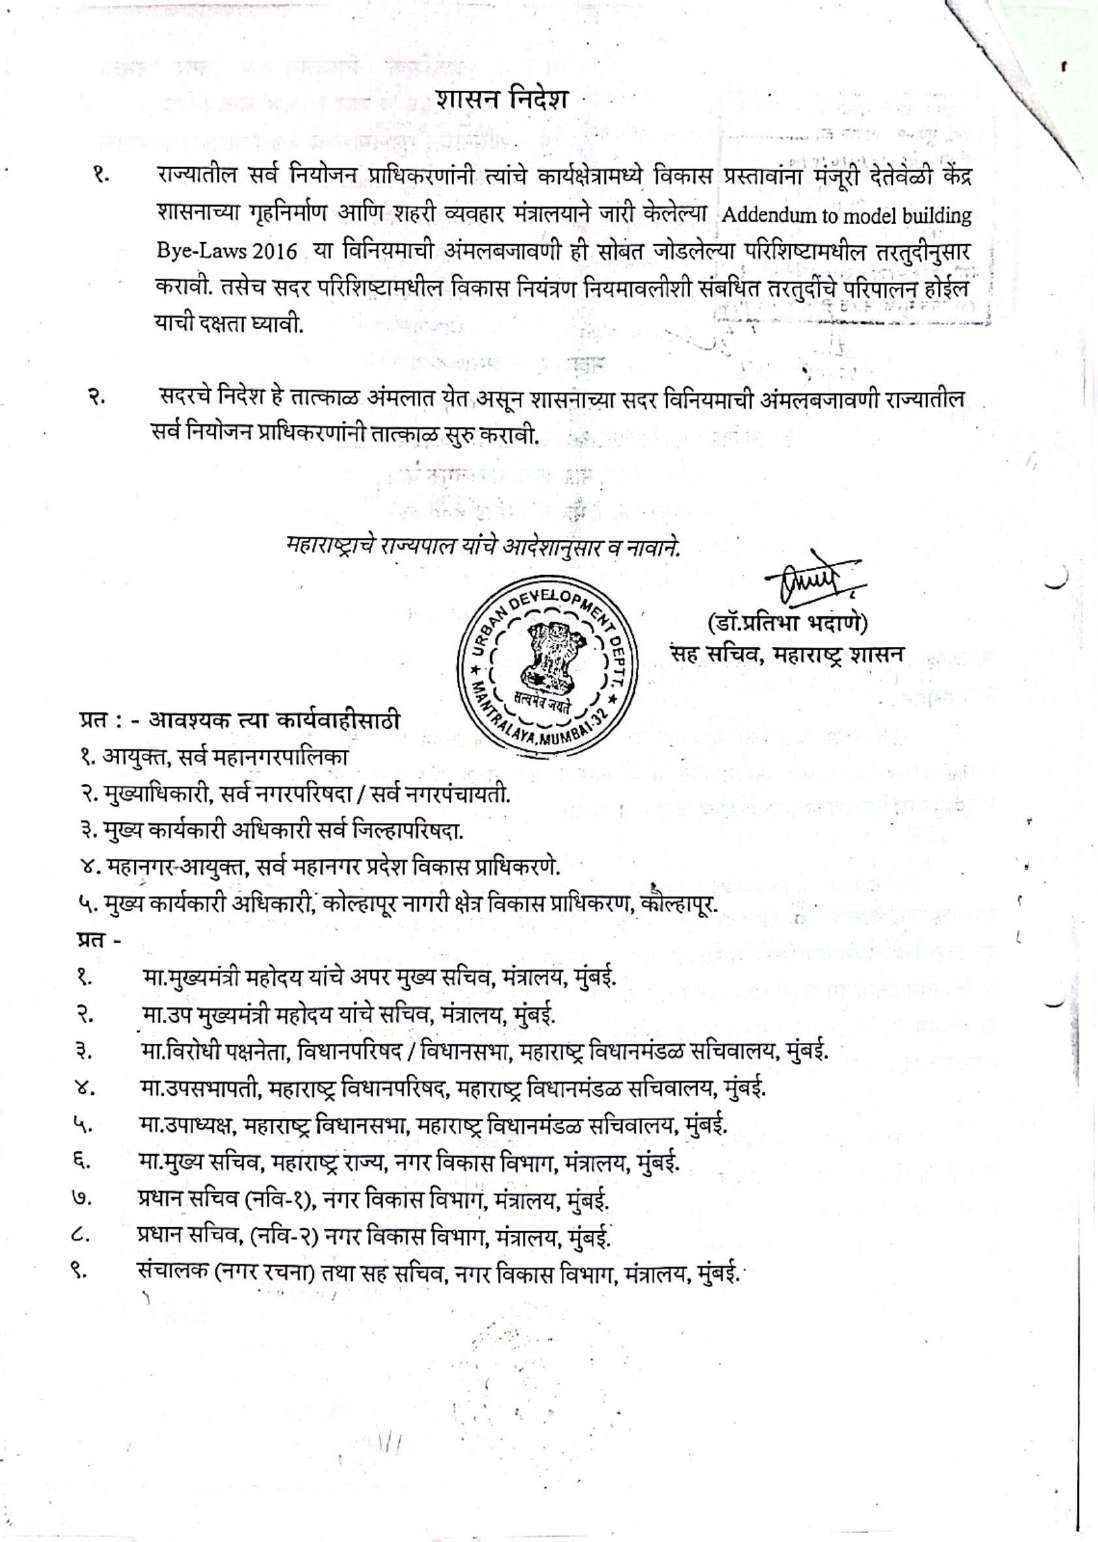 शासन निदेश
१. राज्यातील सर्व नियोजन प्राधिकरणांनी त्यांचे कार्यक्षेत्रामध्ये विकास प्रस्तावांना मंजूरी देतेवेळी केंद्र
शासनाच्या गृहनिर्माण आणि शहरी व्यवहार मंत्रालयाने जारी केलेल्या Addendum to model building
Bye-Laws 2016 या विनियमाची अंमलबजावणी ही सोबत जोडलेल्या परिशिष्टामधील तरतुदीनुसार
करावी. तसेच सदर परिशिष्टामधील विकास नियंत्रण नियमावलीशी संबधित तरतुदींचे परिपालन होईल
याची दक्षता घ्यावी.
२. सदरचे निदेश हे तात्काळ अंमलात येत असून शासनाच्या सदर विनियमाची अंमलबजावणी राज्यातील
सर्व नियोजन प्राधिकरणांनी तात्काळ सुरु करावी.
महाराष्ट्राचे राज्यपाल यांचे आदेशानुसार व नावाने.
(डॉ.प्रतिभा भदाणे)
सह सचिव, महाराष्ट्र शासन
URBAN DEVELOPMENT DEPTT.
सत्यमेव जयते
MANTRALAYA, MUMBAI-32
प्रत : - आवश्यक त्या कार्यवाहीसाठी
१. आयुक्त, सर्व महानगरपालिका
२. मुख्याधिकारी, सर्व नगरपरिषदा / सर्व नगरपंचायती.
३. मुख्य कार्यकारी अधिकारी सर्व जिल्हापरिषदा.
४. महानगर-आयुक्त, सर्व महानगर प्रदेश विकास प्राधिकरणे.
५. मुख्य कार्यकारी अधिकारी, कोल्हापूर नागरी क्षेत्र विकास प्राधिकरण, कोल्हापूर.
प्रत -
१. मा.मुख्यमंत्री महोदय यांचे अपर मुख्य सचिव, मंत्रालय, मुंबई.
२. मा.उप मुख्यमंत्री महोदय यांचे सचिव, मंत्रालय, मुंबई.
३. मा.विरोधी पक्षनेता, विधानपरिषद / विधानसभा, महाराष्ट्र विधानमंडळ सचिवालय, मुंबई.
४. मा.उपसभापती, महाराष्ट्र विधानपरिषद, महाराष्ट्र विधानमंडळ सचिवालय, मुंबई.
५. मा.उपाध्यक्ष, महाराष्ट्र विधानसभा, महाराष्ट्र विधानमंडळ सचिवालय, मुंबई.
६. मा.मुख्य सचिव, महाराष्ट्र राज्य, नगर विकास विभाग, मंत्रालय, मुंबई.
७. प्रधान सचिव (नवि-१), नगर विकास विभाग, मंत्रालय, मुंबई.
८. प्रधान सचिव, (नवि-२) नगर विकास विभाग, मंत्रालय, मुंबई.
९. संचालक (नगर रचना) तथा सह सचिव, नगर विकास विभाग, मंत्रालय, मुंबई.